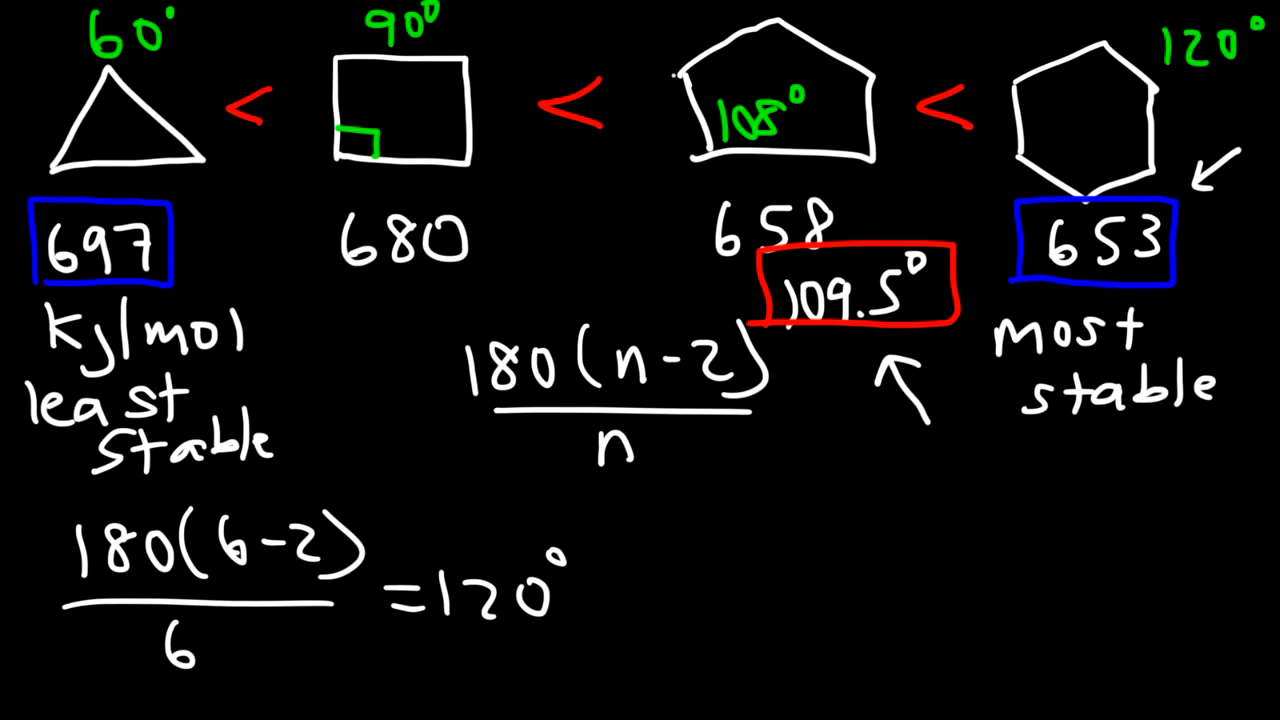 60° 90° 120°
< < 108° <
697 680 658 653
109.5°
kJ/mol most
180(n-2) stable
least n
stable
180(6-2)
= 120°
6